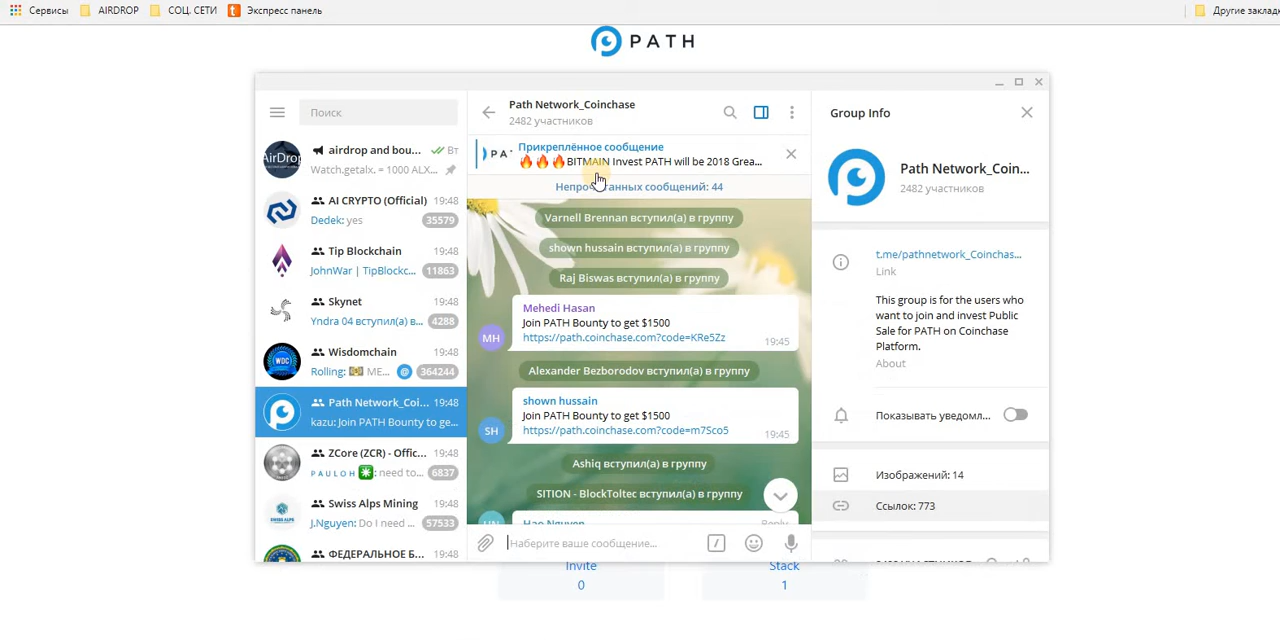 Сервисы
AIRDROP
СОЦ. СЕТИ
Экспресс панель
Другие заклад
PATH
Поиск
airdrop and bou...
Вт
Watch.getalx. = 1000 ALX...
AI CRYPTO (Official)
19:48
Dedek: yes
35579
Tip Blockchain
19:48
JohnWar | TipBlockc...
11863
Skynet
19:48
Yndra 04 вступил(а) в...
4288
Wisdomchain
19:48
Rolling: ME...
@
364244
Path Network_Coi...
19:48
kazu: Join PATH Bounty to ge...
ZCore (ZCR) - Offic...
19:48
PAULOH : need to...
6837
Swiss Alps Mining
19:48
J.Nguyen: Do I need ...
57533
ФЕДЕРАЛЬНОЕ Б...
19:48
Path Network_Coinchase
2482 участников
Прикреплённое сообщение
BITMAIN Invest PATH will be 2018 Grea...
сообщений: 44
Varnell Brennan вступил(а) в группу
shown hussain вступил(а) в группу
Raj Biswas вступил(а) в группу
Mehedi Hasan
Join PATH Bounty to get $1500
https://path.coinchase.com?code=KRe5Zz
19:45
MH
Alexander Bezborodov вступил(а) в группу
shown hussain
Join PATH Bounty to get $1500
https://path.coinchase.com?code=m7Sco5
19:45
SH
Ashiq вступил(а) в группу
SITION - BlockToltec вступил(а) в группу
Hao Nguyen
Reply
Наберите ваше сообщение...
Group Info
Path Network_Coin...
2482 участников
t.me/pathnetwork_Coinchas...
Link
This group is for the users who
want to join and invest Public
Sale for PATH on Coinchase
Platform.
About
Показывать уведомл...
Изображений: 14
Ссылок: 773
Invite
0
Stack
1